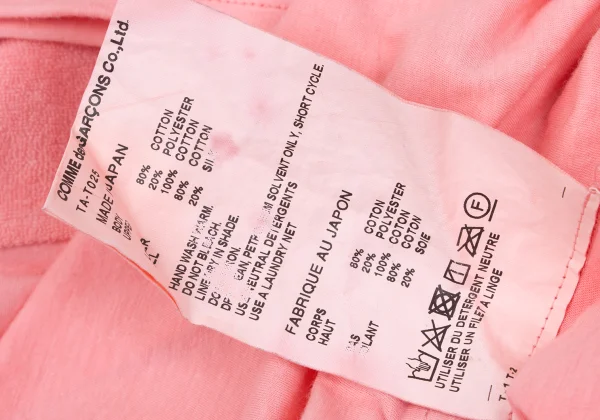 COMME des GARÇONS Co., Ltd.
TA-T025
MADE JAPAN
BODY
UPPER
80% COTTON
20% POLYESTER
100% COTTON
80% COTTON
20%
HAND WASH WARM.
DO NOT BLEACH.
LINE DRY IN SHADE.
SOLVENT ONLY, SHORT CYCLE.
NEUTRAL DETERGENTS
USE A LAUNDRY NET
FABRIQUE AU JAPON
CORPS
HAUT
80% COTON
20% POLYESTER
100% COTON
80% COTON
20% SOIE
F
UTILISER DU DETERGENT NEUTRE
UTILISER UN FILET A LINGE